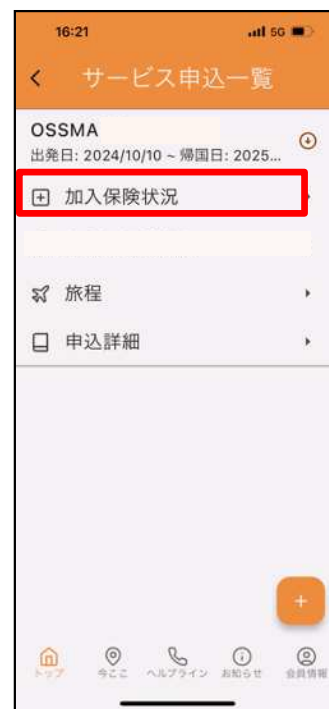 16:21
5G
サービス申込一覧
OSSMA
出発日: 2024/10/10 ~ 帰国日: 2025...
加入保険状況
旅程
申込詳細
トップ
今ここ
ヘルプライン
お知らせ
会員情報